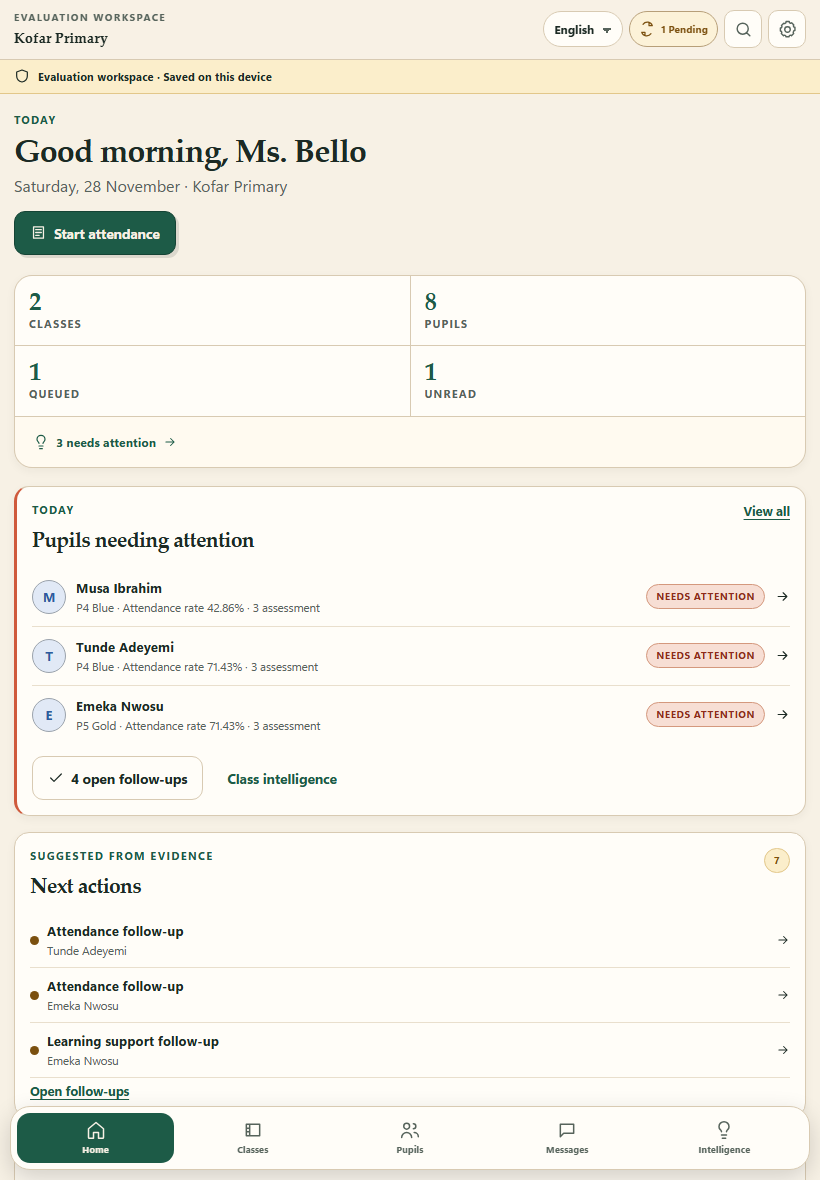 EVALUATION WORKSPACE
Kofar Primary
English
1 Pending
Evaluation workspace · Saved on this device
TODAY
Good morning, Ms. Bello
Saturday, 28 November · Kofar Primary
Start attendance
2
CLASSES
8
PUPILS
1
QUEUED
1
UNREAD
3 needs attention
TODAY
View all
Pupils needing attention
M
Musa Ibrahim
P4 Blue · Attendance rate 42.86% · 3 assessment
NEEDS ATTENTION
T
Tunde Adeyemi
P4 Blue · Attendance rate 71.43% · 3 assessment
NEEDS ATTENTION
E
Emeka Nwosu
P5 Gold · Attendance rate 71.43% · 3 assessment
NEEDS ATTENTION
4 open follow-ups
Class intelligence
SUGGESTED FROM EVIDENCE
7
Next actions
Attendance follow-up
Tunde Adeyemi
Attendance follow-up
Emeka Nwosu
Learning support follow-up
Emeka Nwosu
Open follow-ups
Home
Classes
Pupils
Messages
Intelligence